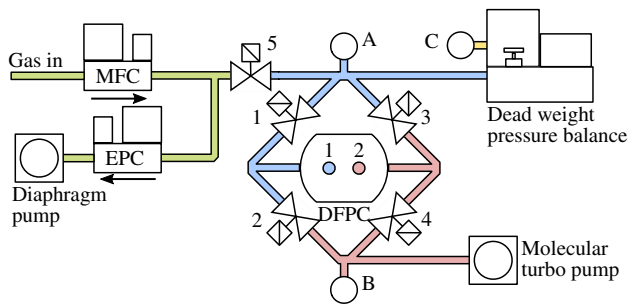 Gas in
MFC
5
A
C
1
3
Dead weight
pressure balance
EPC
1
2
Diaphragm
pump
2
DFPC
4
Molecular
turbo pump
B